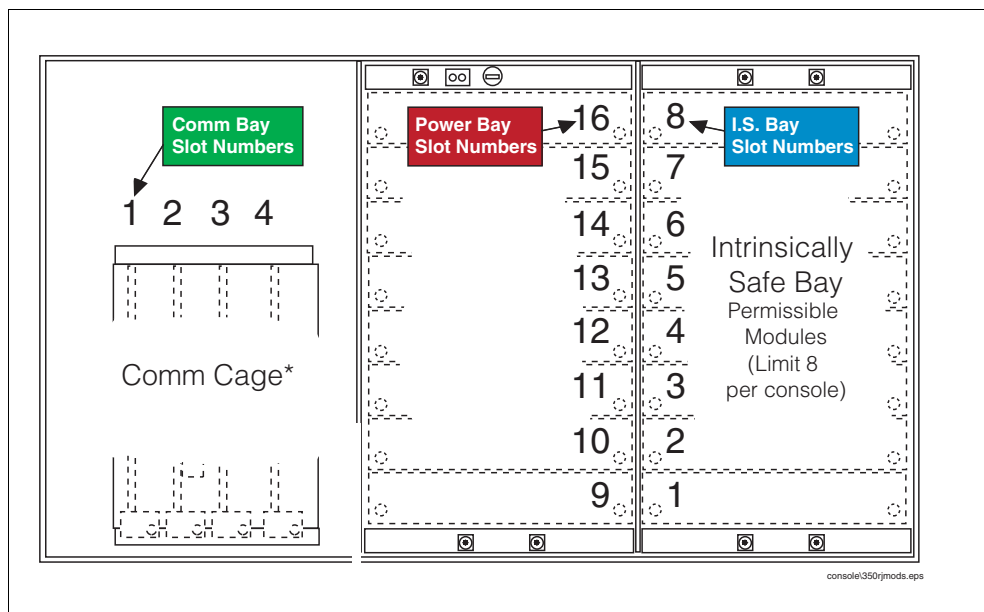 Comm Bay
Slot Numbers
Power Bay
Slot Numbers
I.S. Bay
Slot Numbers
1 2 3 4
Comm Cage*
16
15
14
13
12
11
10
9
8
7
6
5
4
3
2
1
Intrinsically
Safe Bay
Permissible
Modules
(Limit 8
per console)
console\350rjmods.eps